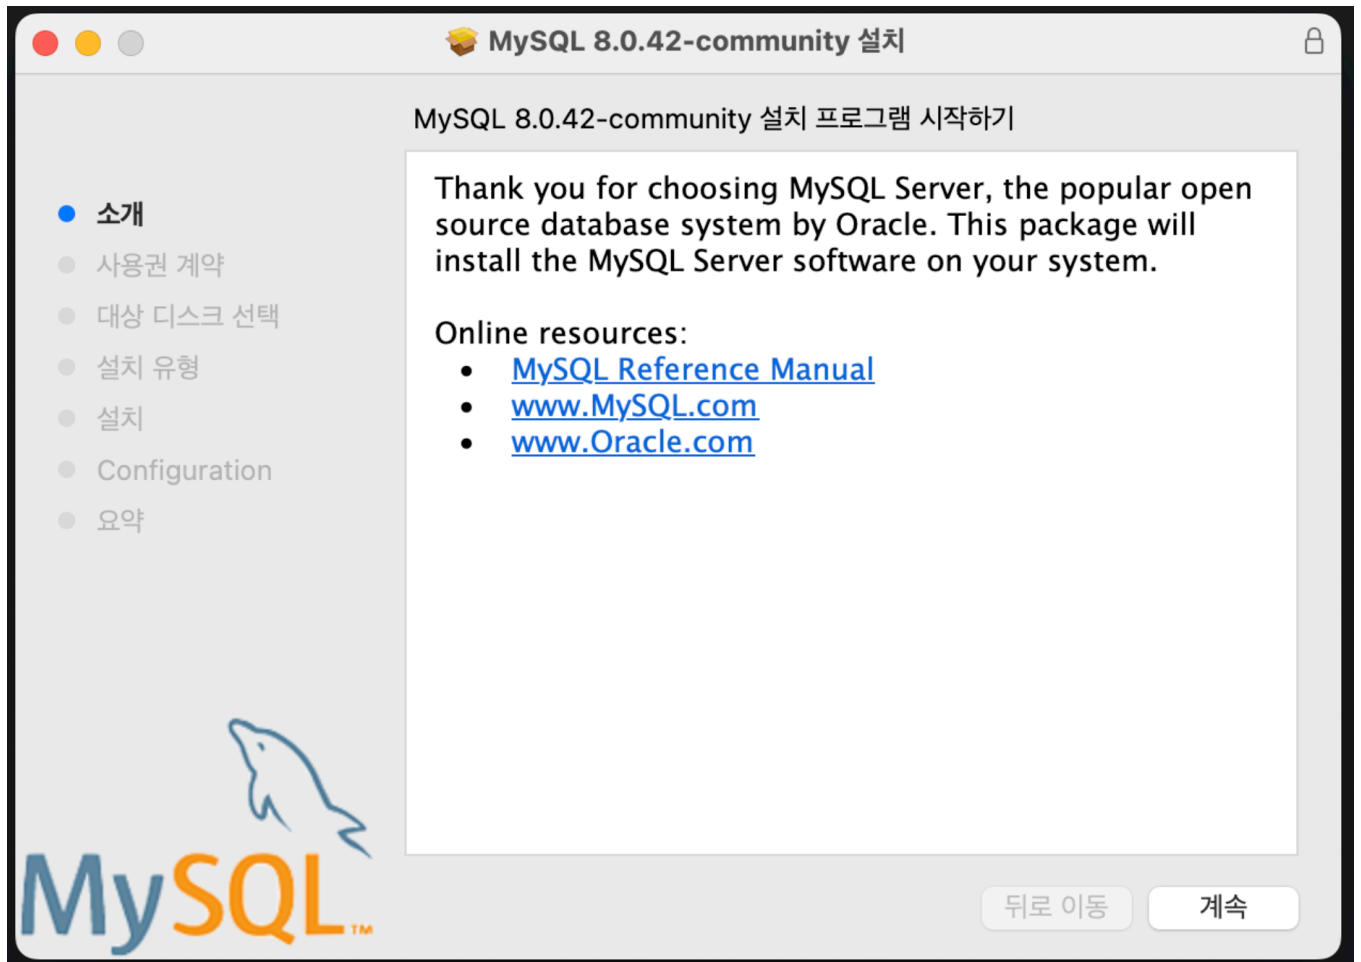 MySQL 8.0.42-community 설치
MySQL 8.0.42-community 설치 프로그램 시작하기
소개
사용권 계약
대상 디스크 선택
설치 유형
설치
Configuration
요약
Thank you for choosing MySQL Server, the popular open
source database system by Oracle. This package will
install the MySQL Server software on your system.
Online resources:
• MySQL Reference Manual
• www.MySQL.com
• www.Oracle.com
MySQL™
뒤로 이동
계속